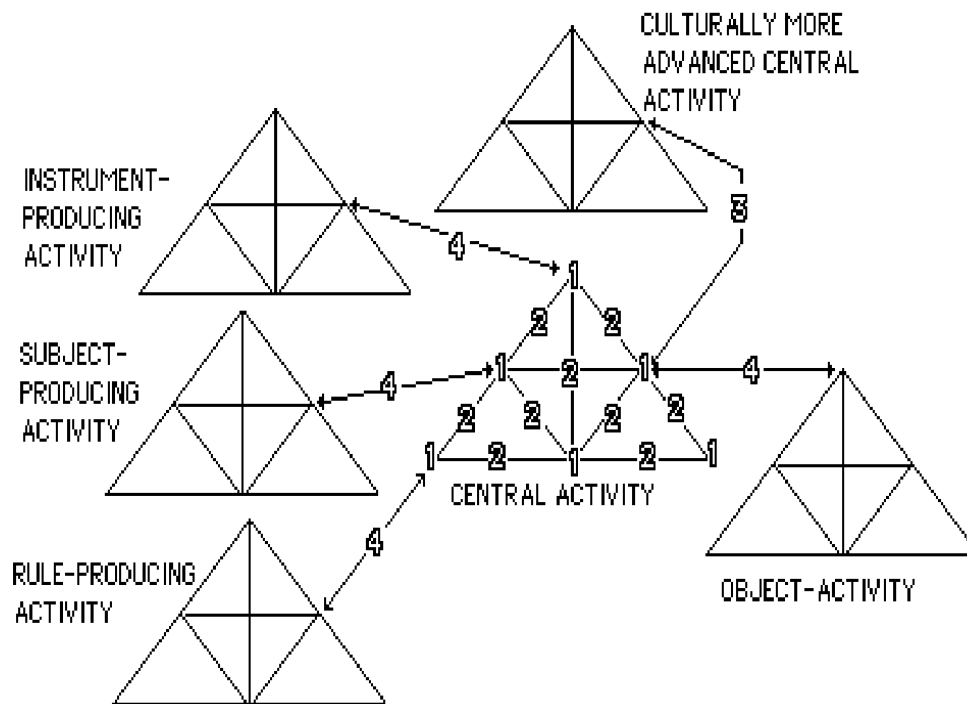 CULTURALLY MORE
ADVANCED CENTRAL
ACTIVITY
INSTRUMENT-
PRODUCING
ACTIVITY
3
4
1
2 2
SUBJECT-
PRODUCING
ACTIVITY
4
1 2 1
4
2 2 2 2
1 2 1 2 1
CENTRAL ACTIVITY
4
RULE-PRODUCING
ACTIVITY
OBJECT-ACTIVITY